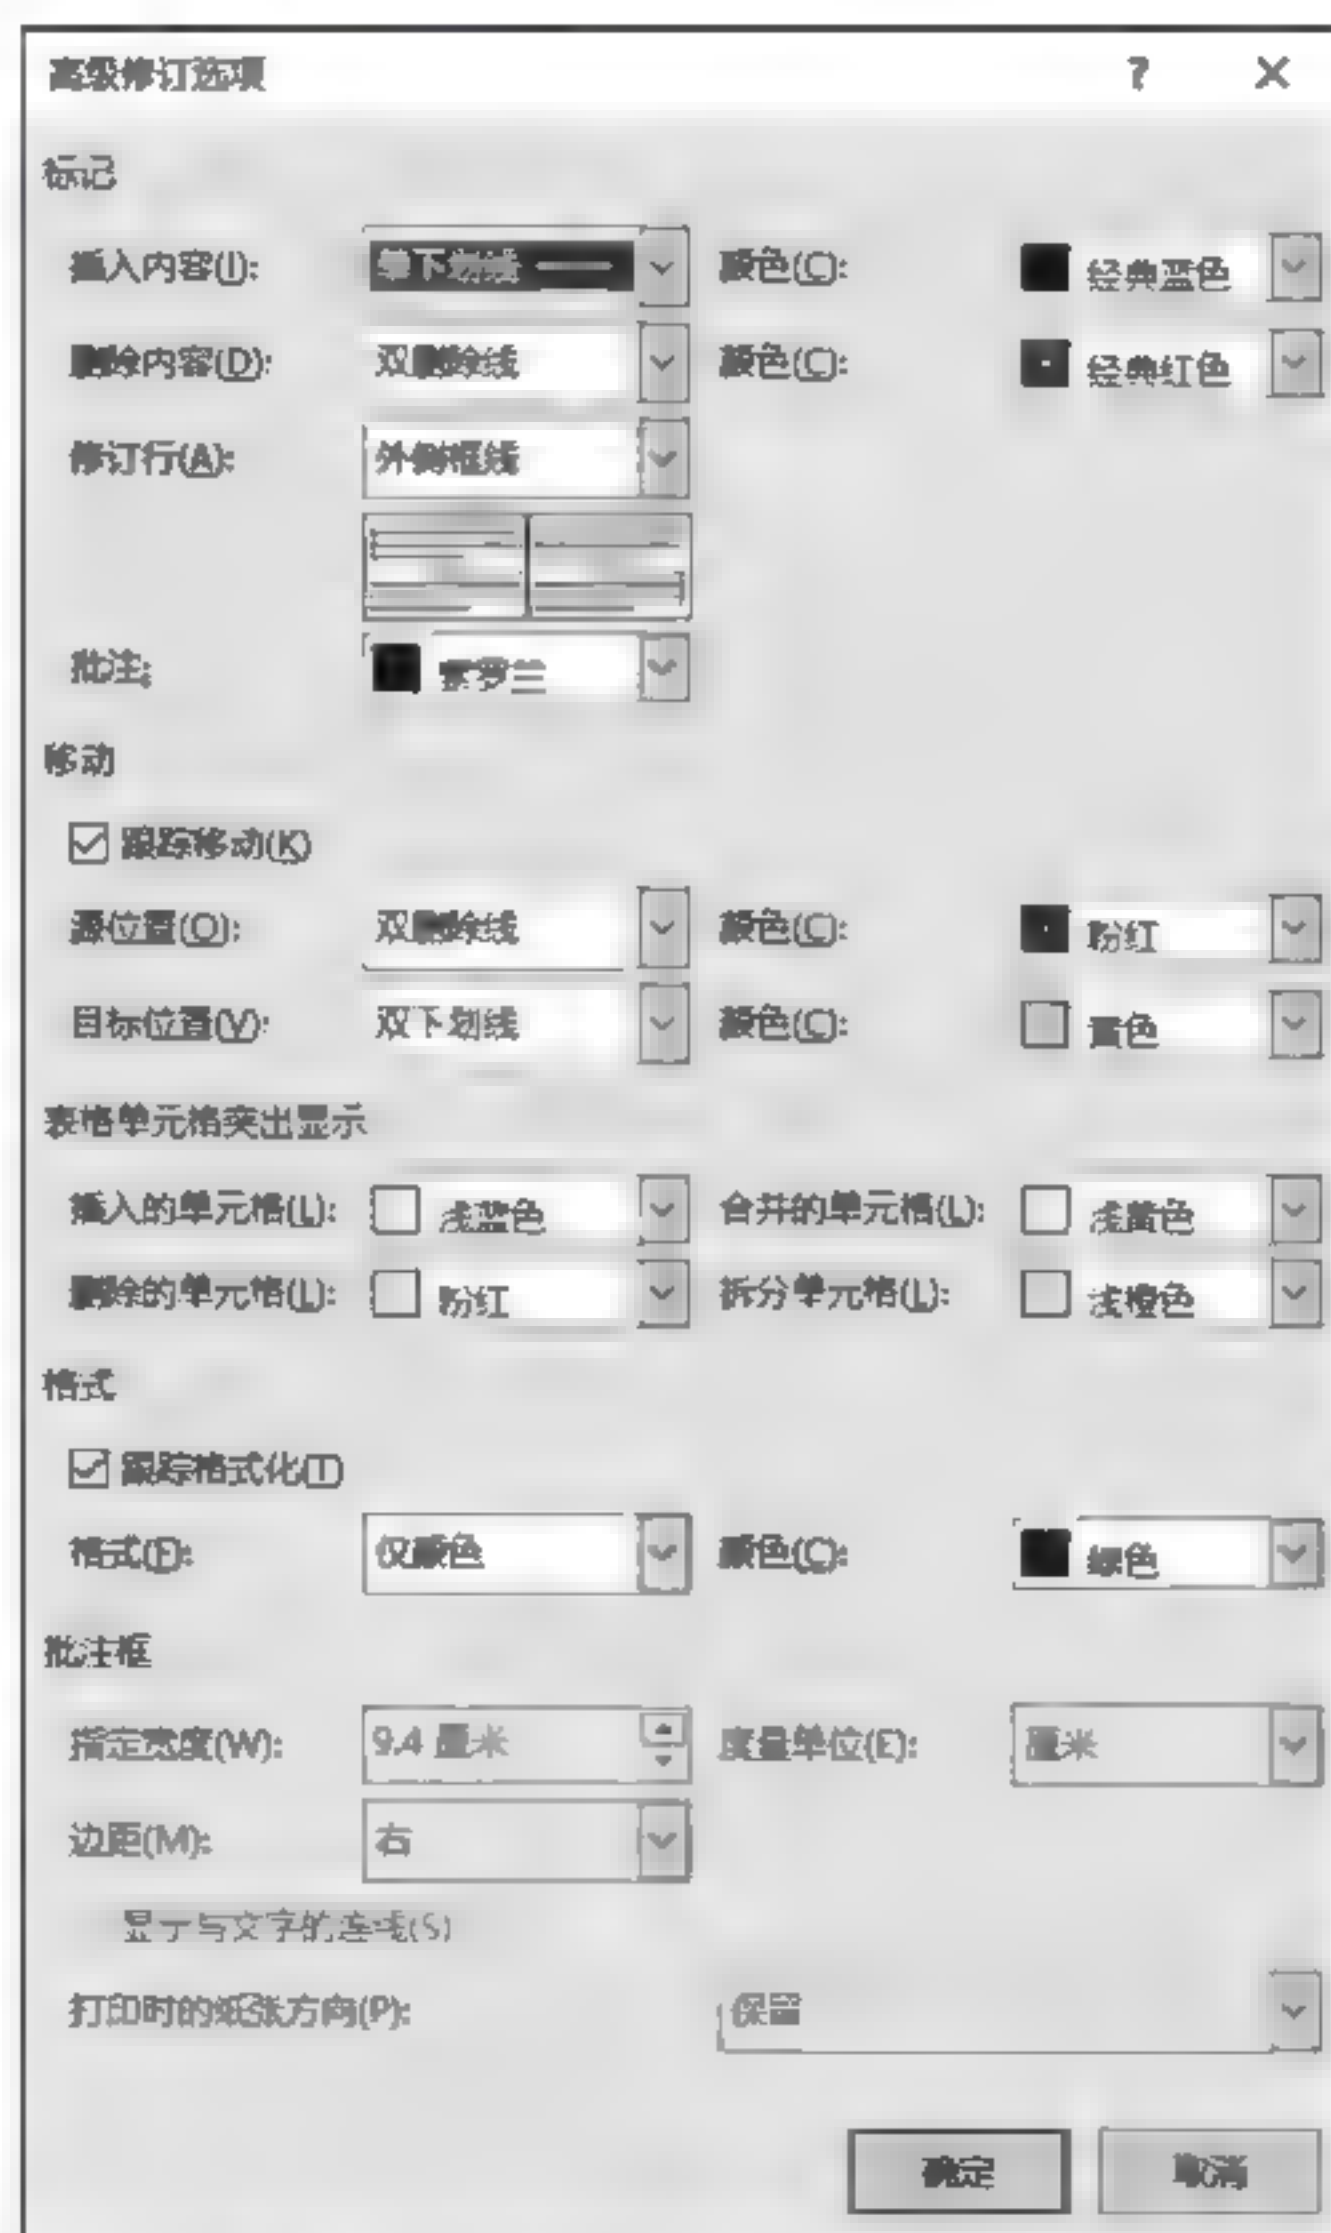 高级修订选项 ? ×
标记
插入内容(I): 单下划线 颜色(C): 经典蓝色
删除内容(D): 双删除线 颜色(C): 经典红色
修订行(A): 外侧框线
批注: 紫罗兰
移动
跟踪移动(K)
源位置(O): 双删除线 颜色(C): 粉红
目标位置(V): 双下划线 颜色(C): 黄色
表格单元格突出显示
插入的单元格(L): 浅蓝色 合并的单元格(L): 浅黄色
删除的单元格(L): 粉红 拆分单元格(L): 浅橙色
格式
跟踪格式化(T)
格式(F): 仅颜色 颜色(C): 绿色
批注框
指定宽度(W): 9.4 厘米 度量单位(E): 厘米
边距(M): 右
显示与文字的连线(S)
打印时的纸张方向(P): 保留
确定 取消